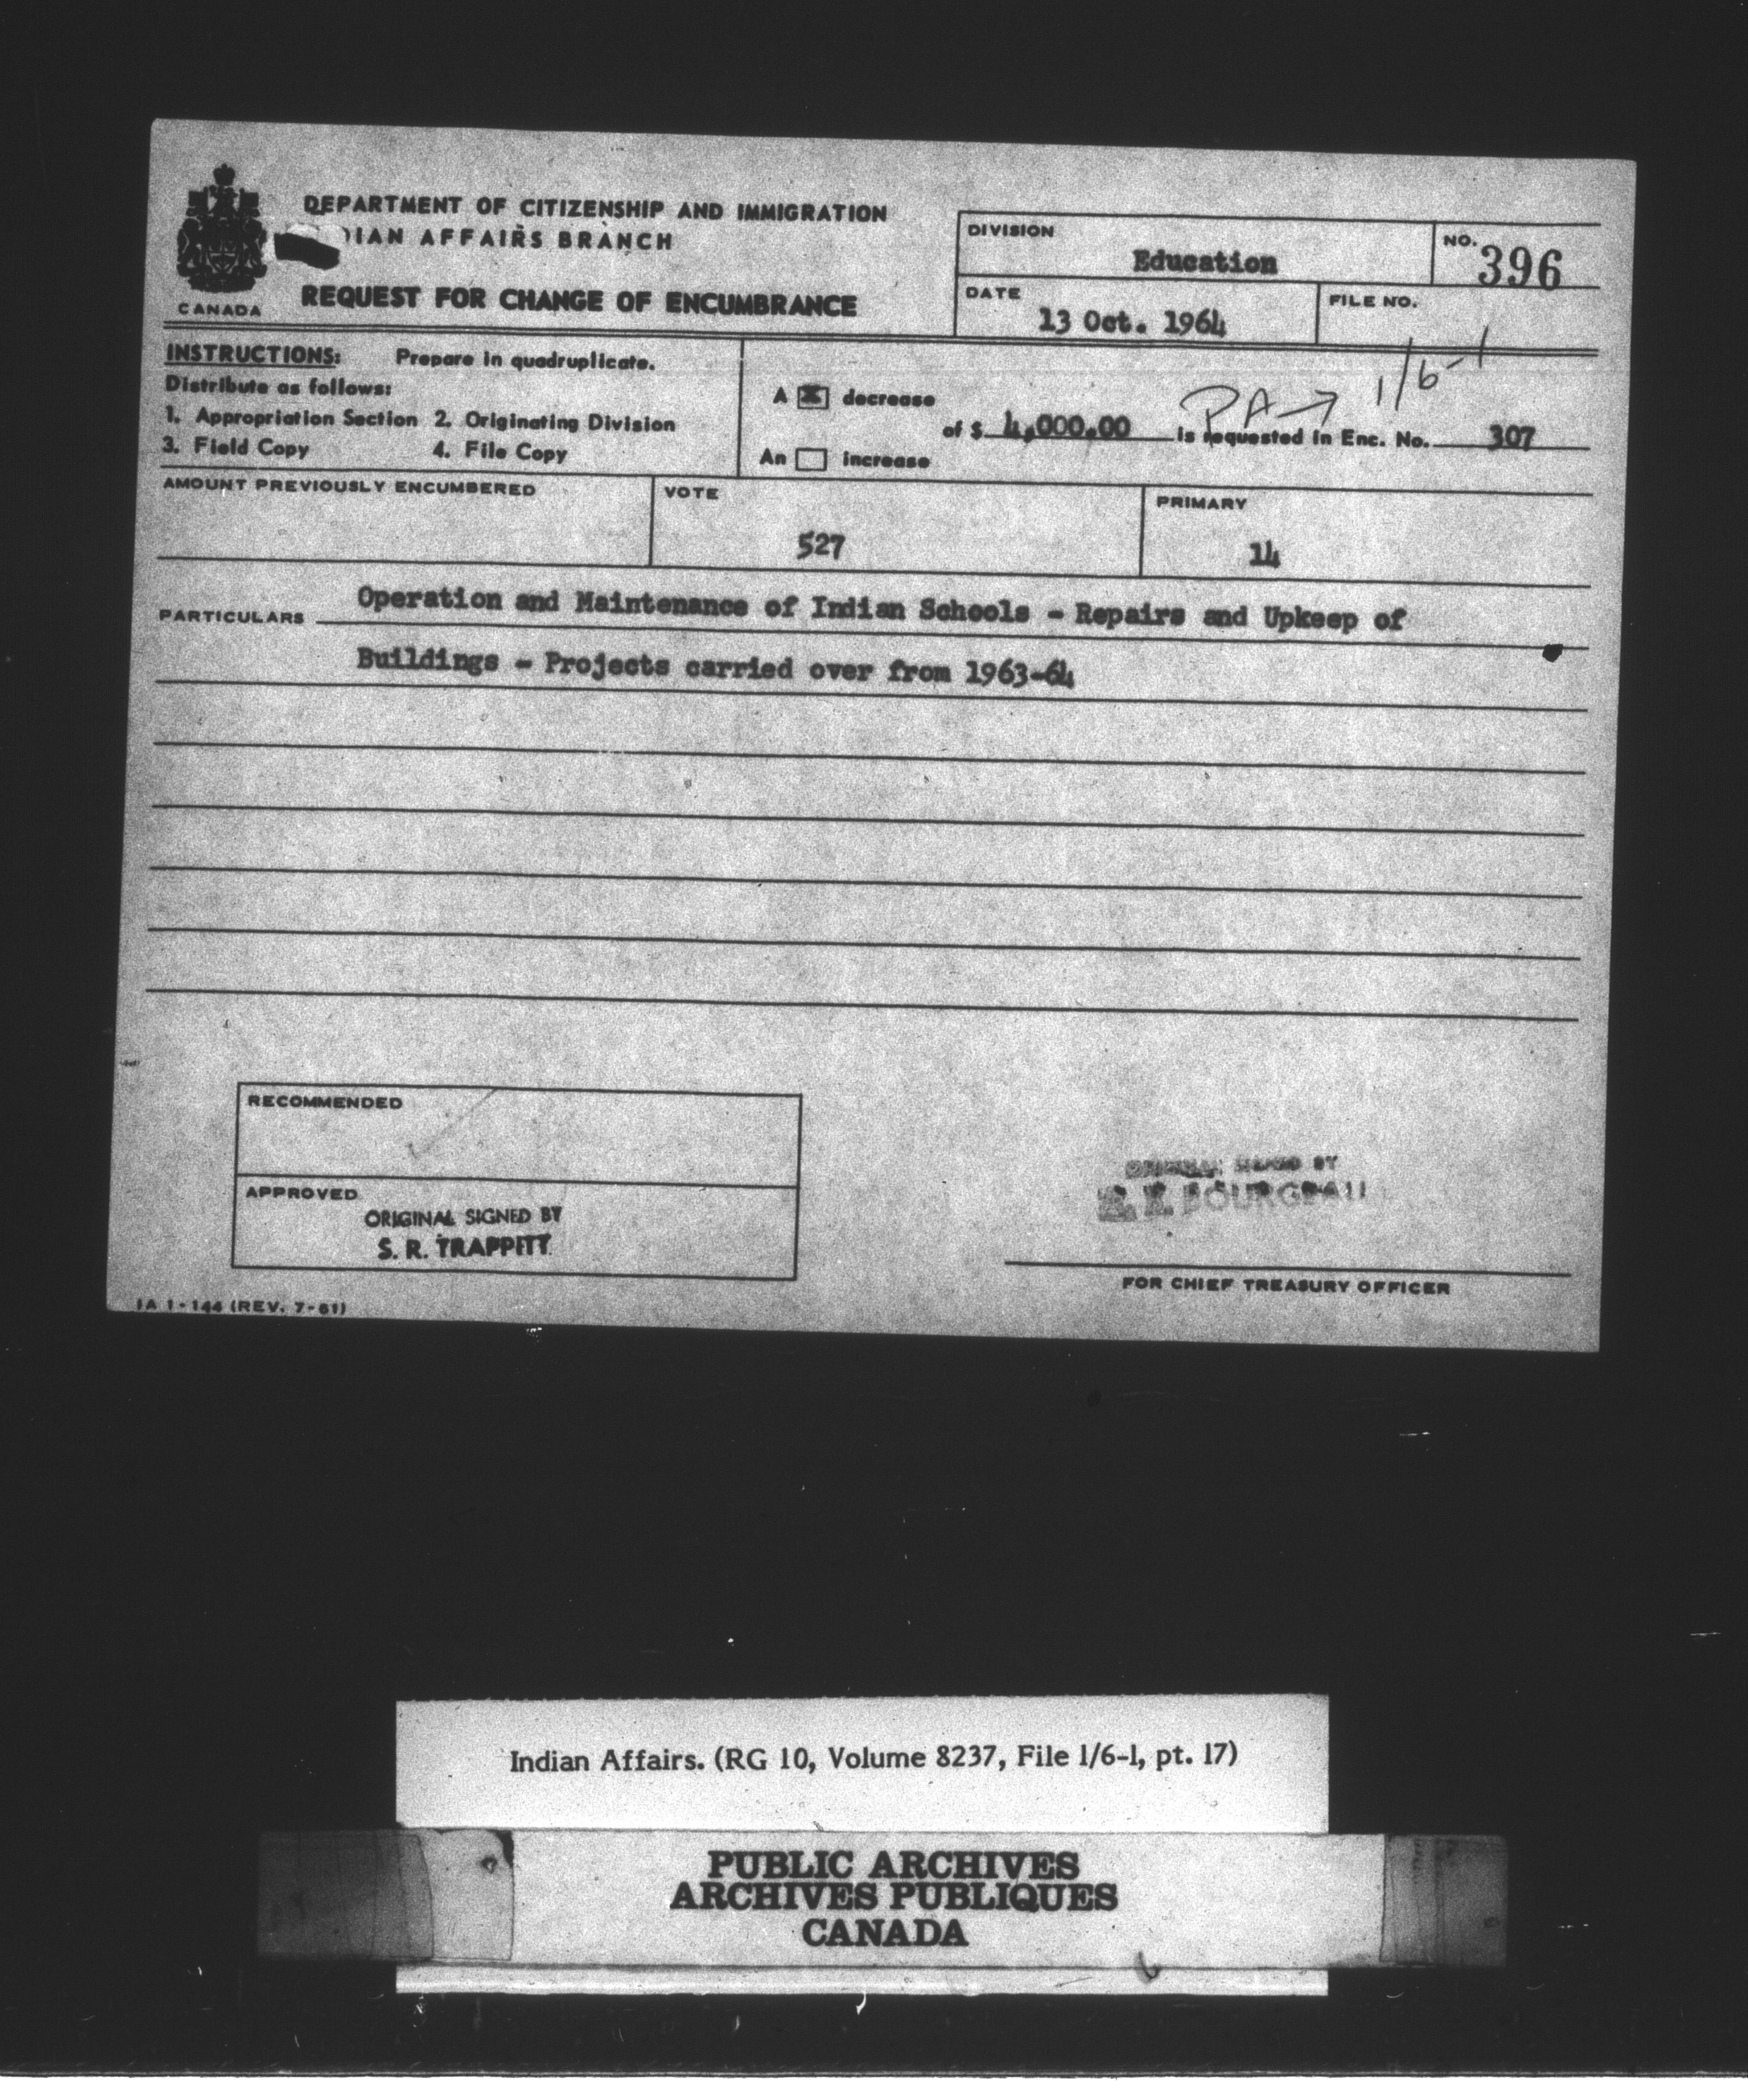 DEPARTMENT OF CITIZENSHIP AND IMMIGRATION
DIAN AFFAIRS BRANCH
CANADA
REQUEST FOR CHANGE OF ENCUMBRANCE
DIVISION
Education
NO.
396
DATE
13 Oct. 1964
FILE NO.
PA → 1/6-1
INSTRUCTIONS: Prepare in quadruplicate.
Distribute as follows:
1. Appropriation Section 2. Originating Division
3. Field Copy 4. File Copy
A [X] decrease
An [ ] increase
of $ 4,000.00 is requested in Enc. No. 307
AMOUNT PREVIOUSLY ENCUMBERED
VOTE
527
PRIMARY
14
PARTICULARS Operation and Maintenance of Indian Schools - Repairs and Upkeep of
Buildings - Projects carried over from 1963-64
RECOMMENDED
APPROVED
ORIGINAL SIGNED BY
S. R. TRAPPITT
ORIGINAL SIGNED BY
BOURGEAU
FOR CHIEF TREASURY OFFICER
IA 1-144 (REV. 7-61)
Indian Affairs. (RG 10, Volume 8237, File 1/6-1, pt. 17)
PUBLIC ARCHIVES
ARCHIVES PUBLIQUES
CANADA